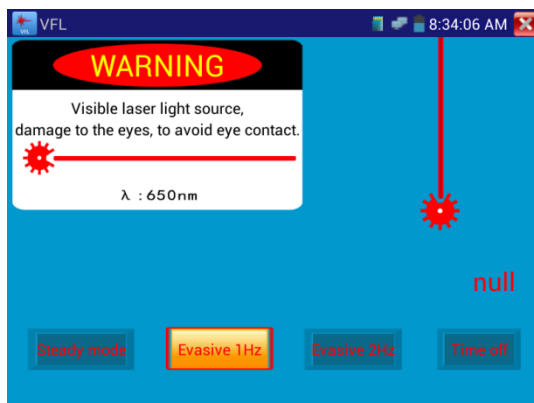 VFL
VFL
8:34:06 AM
WARNING
Visible laser light source,
damage to the eyes, to avoid eye contact.
λ :650nm
null
Steady mode
Evasive 1Hz
Evasive 2Hz
Time off